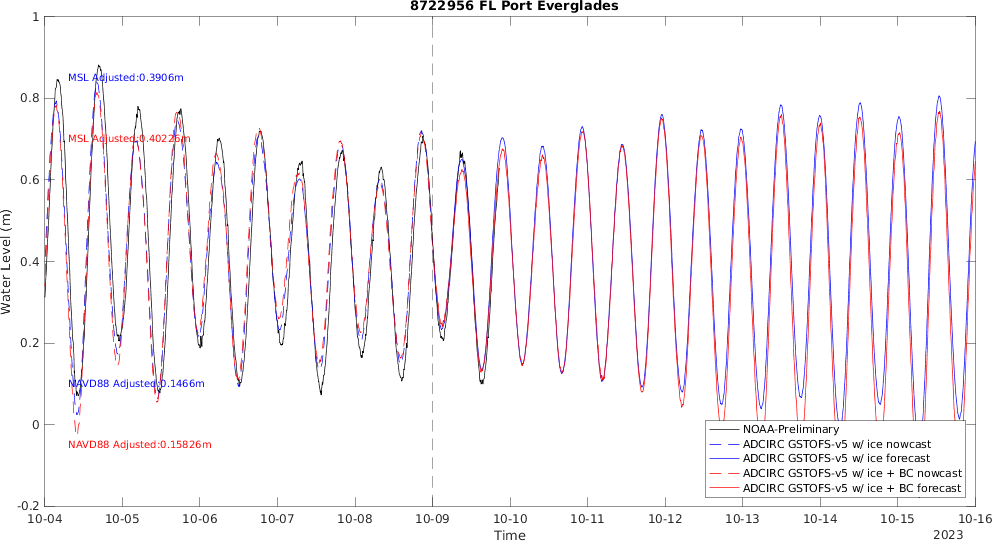 8722956 FL Port Everglades
1
0.8
0.6
0.4
0.2
0
-0.2
Water Level (m)
MSL Adjusted:0.3906m
MSL Adjusted:0.40226m
NAVD88 Adjusted:0.1466m
NAVD88 Adjusted:0.15826m
NOAA-Preliminary
ADCIRC GSTOFS-v5 w/ ice nowcast
ADCIRC GSTOFS-v5 w/ ice forecast
ADCIRC GSTOFS-v5 w/ ice + BC nowcast
ADCIRC GSTOFS-v5 w/ ice + BC forecast
10-04 10-05 10-06 10-07 10-08 10-09 10-10 10-11 10-12 10-13 10-14 10-15 10-16
Time
2023